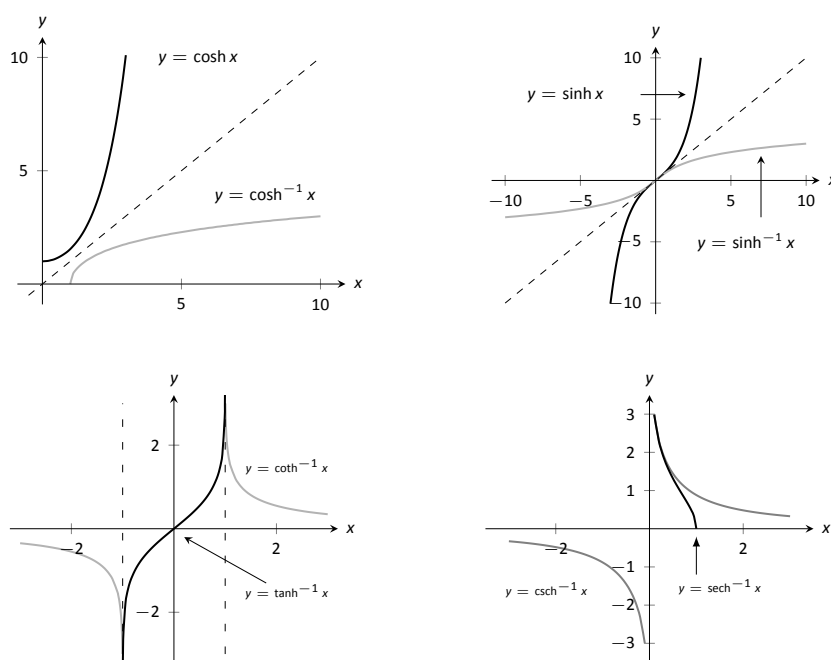 y
10
y = cosh x
5
y = cosh⁻¹ x
x
5
10
y
10
y = sinh x
5
x
−10
−5
5
10
−5
y = sinh⁻¹ x
−10
y
2
y = coth⁻¹ x
x
−2
2
y = tanh⁻¹ x
−2
y
3
2
1
x
2
−2
−1
y = csch⁻¹ x
y = sech⁻¹ x
−2
−3